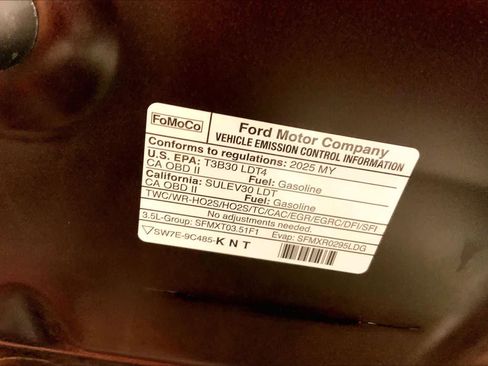 FoMoCo
Ford Motor Company
VEHICLE EMISSION CONTROL INFORMATION
Conforms to regulations: 2025 MY
U.S. EPA: T3B30 LDT4 Fuel: Gasoline
CA OBD II
California: SULEV30 LDT Fuel: Gasoline
CA OBD II
TWC/WR-HO2S/HO2S/TC/CAC/EGR/EGRC/DFI/SFI
No adjustments needed.
3.5L-Group: SFMXT03.51F1 Evap: SFMXR0295LDG
SW7E-9C485-KNT